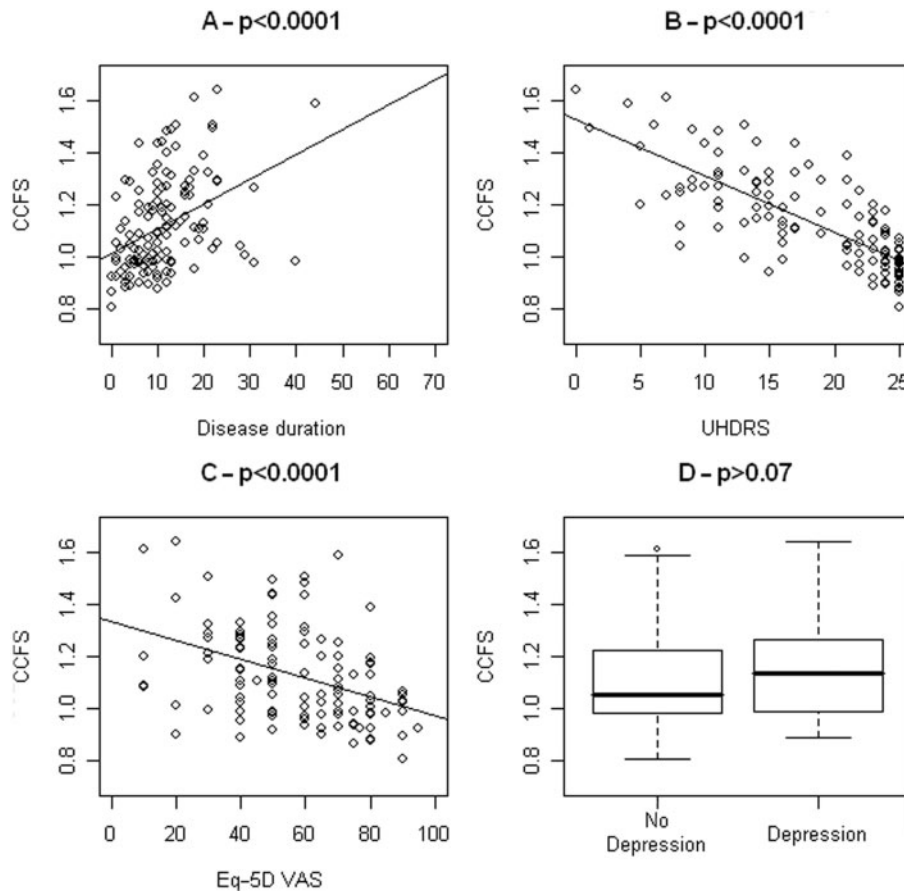 A – p<0.0001
CCFS
0.8 1.0 1.2 1.4 1.6
0 10 20 30 40 50 60 70
Disease duration
B – p<0.0001
CCFS
0.8 1.0 1.2 1.4 1.6
0 5 10 15 20 25
UHDRS
C – p<0.0001
CCFS
0.8 1.0 1.2 1.4 1.6
0 20 40 60 80 100
Eq–5D VAS
D – p>0.07
CCFS
0.8 1.0 1.2 1.4 1.6
No
Depression
Depression